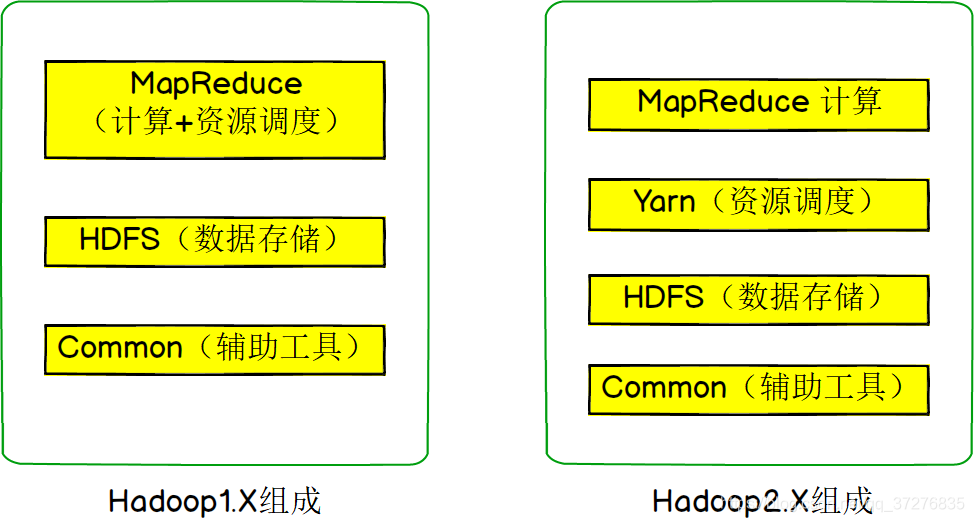 MapReduce
（计算+资源调度）
HDFS（数据存储）
Common（辅助工具）
Hadoop1.X组成
MapReduce 计算
Yarn（资源调度）
HDFS（数据存储）
Common（辅助工具）
Hadoop2.X组成